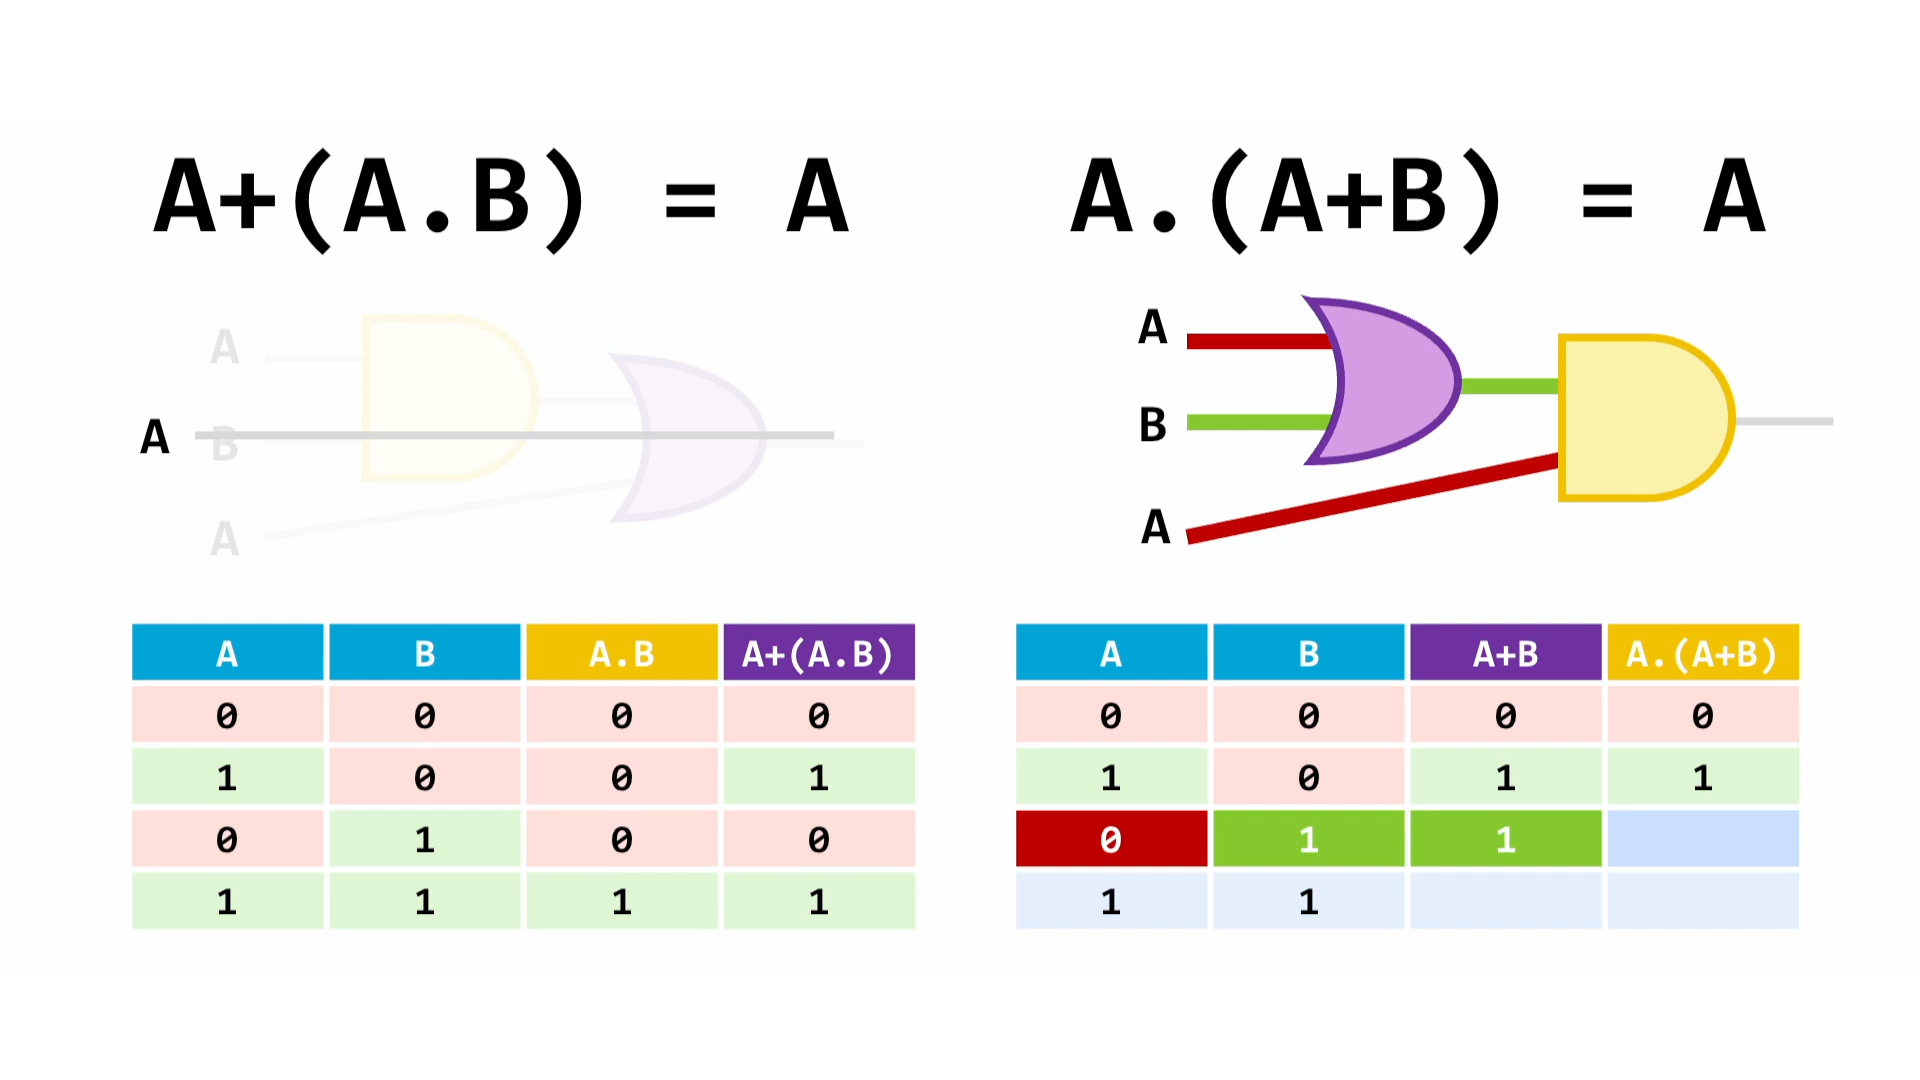 A+(A.B) = A
A
B
A
A
A B A.B A+(A.B)
0 0 0 0
1 0 0 1
0 1 0 0
1 1 1 1
A.(A+B) = A
A
B
A
A B A+B A.(A+B)
0 0 0 0
1 0 1 1
0 1 1
1 1